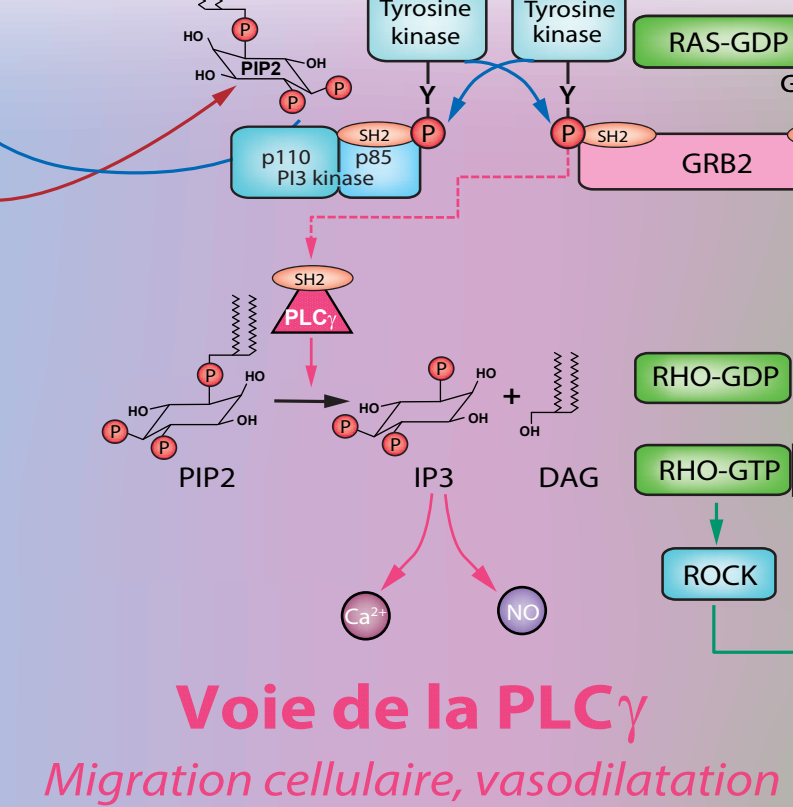 Tyrosine
kinase
Tyrosine
kinase
RAS-GDP
G
P
HO
OH
PIP2
HO
P
P
Y
Y
SH2
P
P
SH2
p110
p85
PI3 kinase
GRB2
SH2
PLCγ
P
HO
HO
OH
P
P
PIP2
P
HO
HO
OH
P
P
IP3
+
OH
DAG
RHO-GDP
RHO-GTP
ROCK
Ca2+
NO
Voie de la PLCγ
Migration cellulaire, vasodilatation